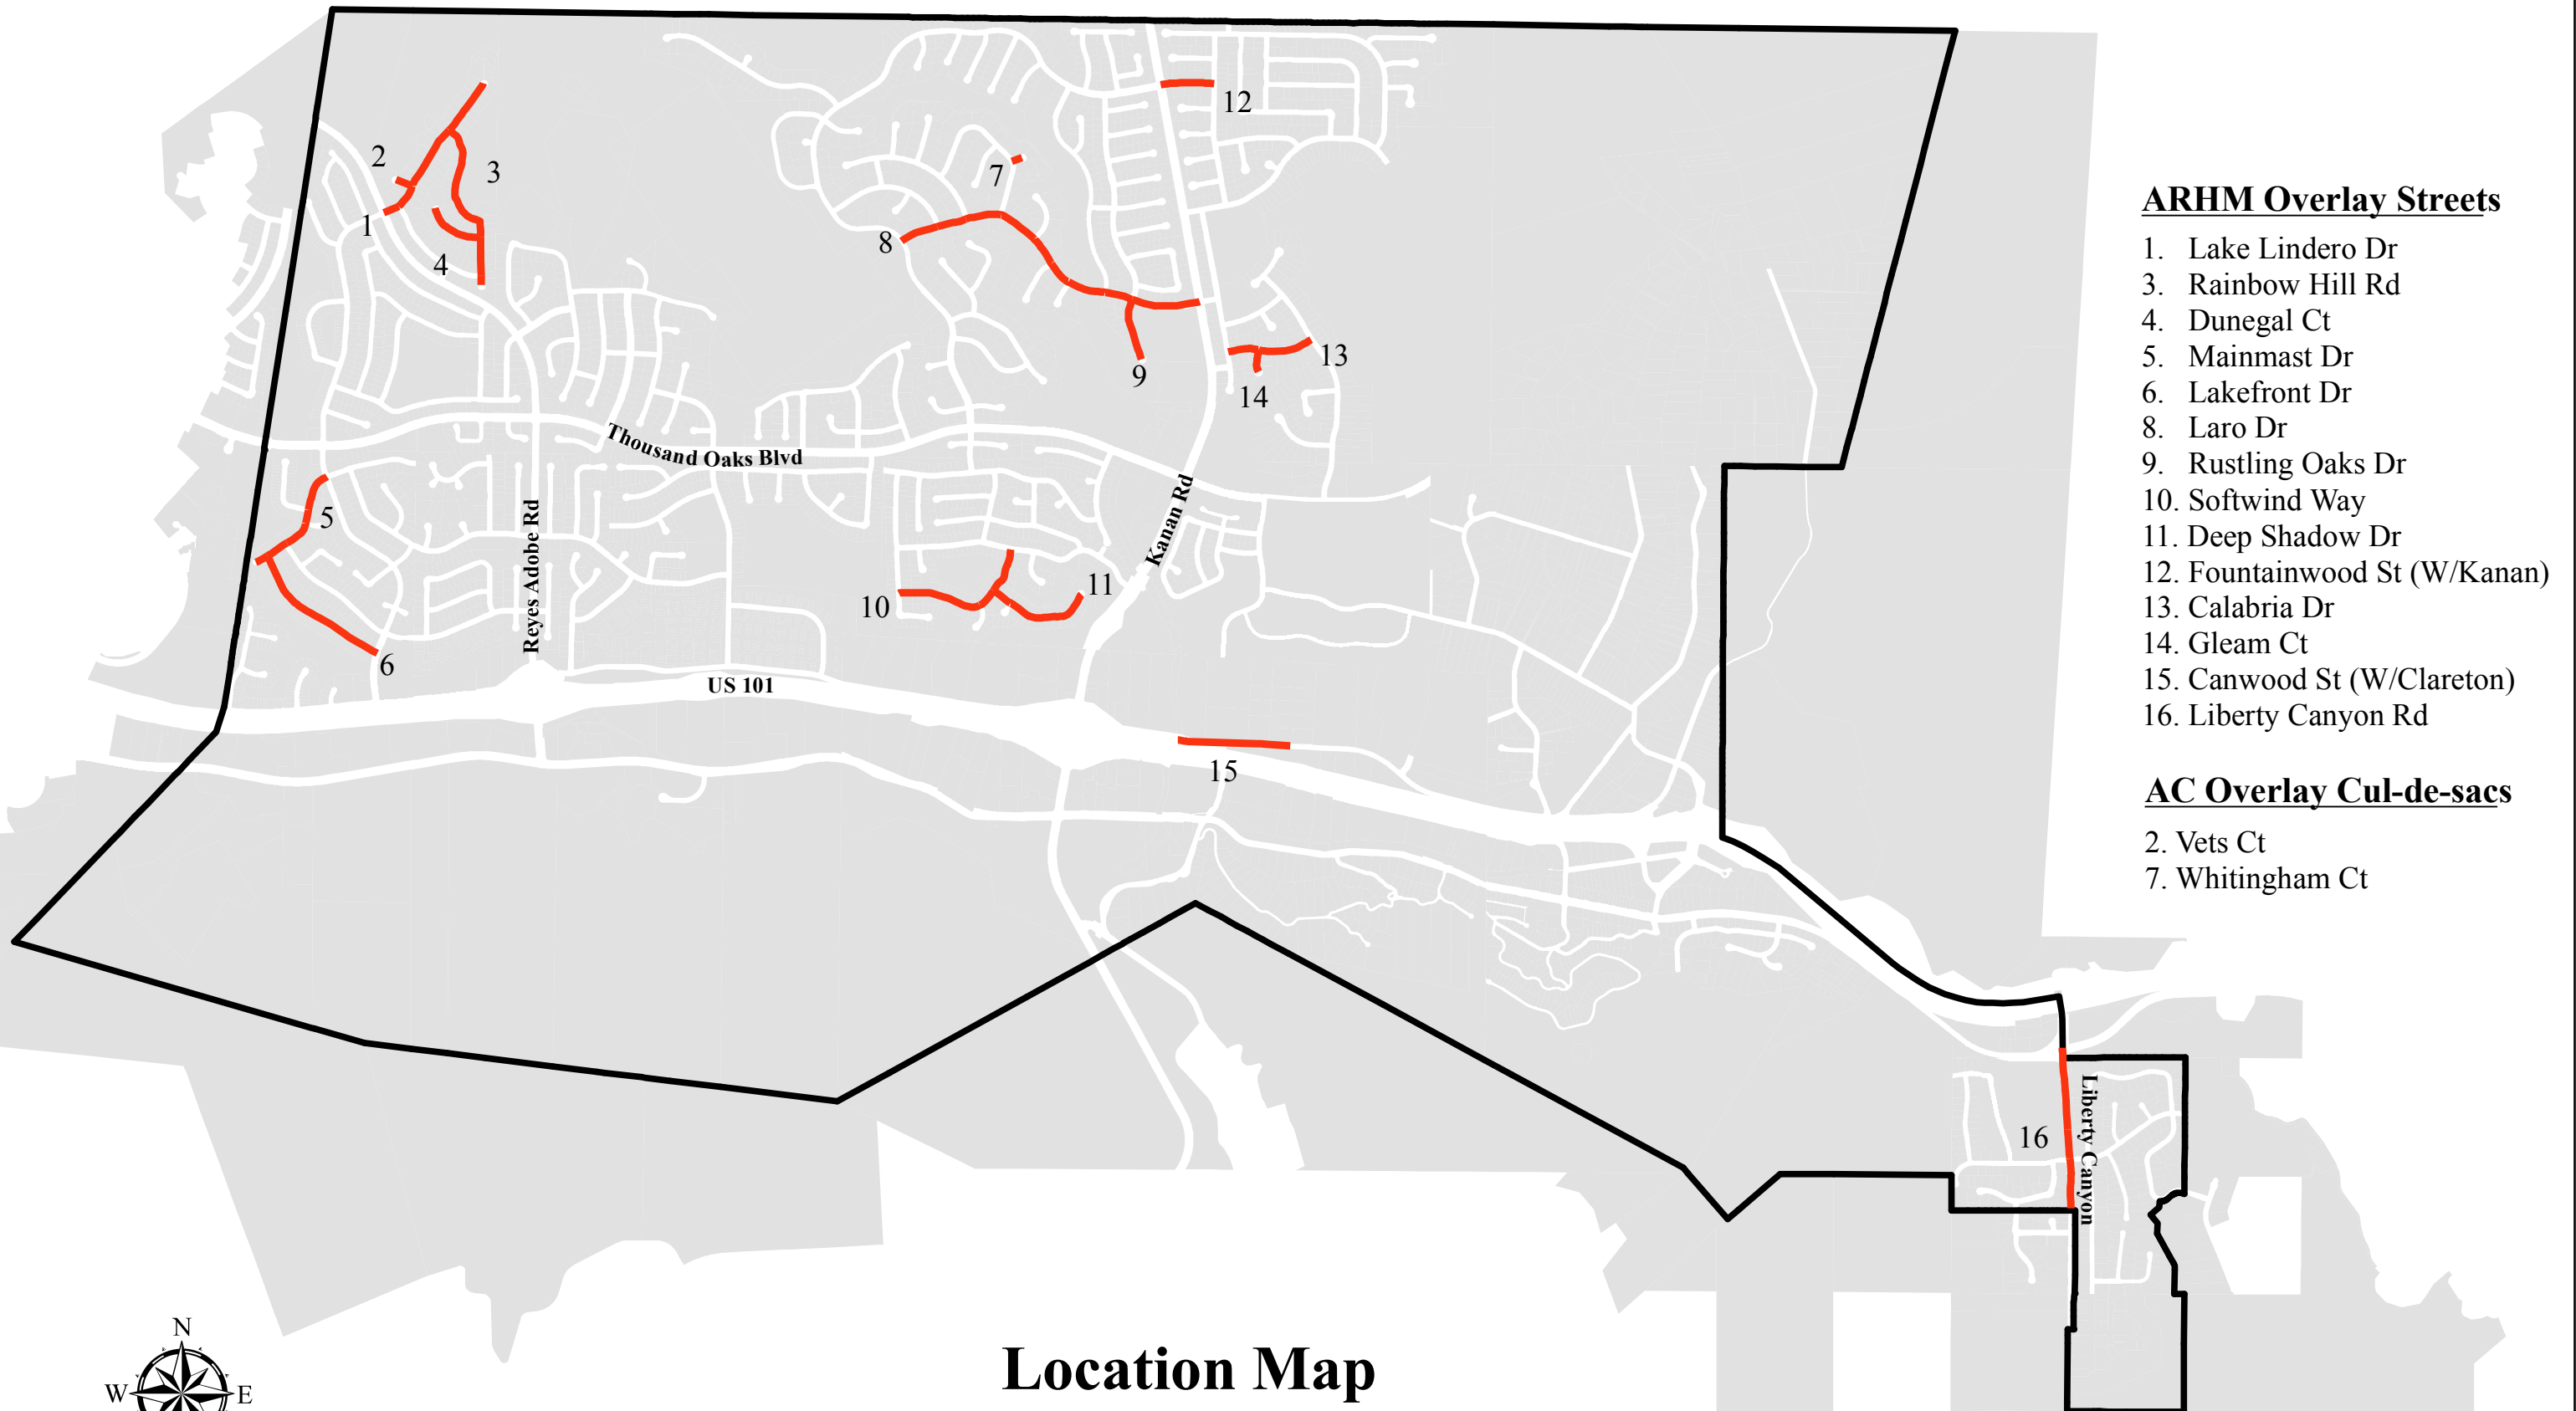 12
2
3
7
1
8
4
ARHM Overlay Streets
1. Lake Lindero Dr
3. Rainbow Hill Rd
4. Dunegal Ct
5. Mainmast Dr
6. Lakefront Dr
8. Laro Dr
9. Rustling Oaks Dr
10. Softwind Way
11. Deep Shadow Dr
12. Fountainwood St (W/Kanan)
13. Calabria Dr
14. Gleam Ct
15. Canwood St (W/Clareton)
16. Liberty Canyon Rd
AC Overlay Cul-de-sacs
2. Vets Ct
7. Whitingham Ct
13
9
14
Thousand Oaks Blvd
5
Reyes Adobe Rd
Kanan Rd
10
11
6
US 101
15
16
Liberty Canyon
N
W
E
Location Map